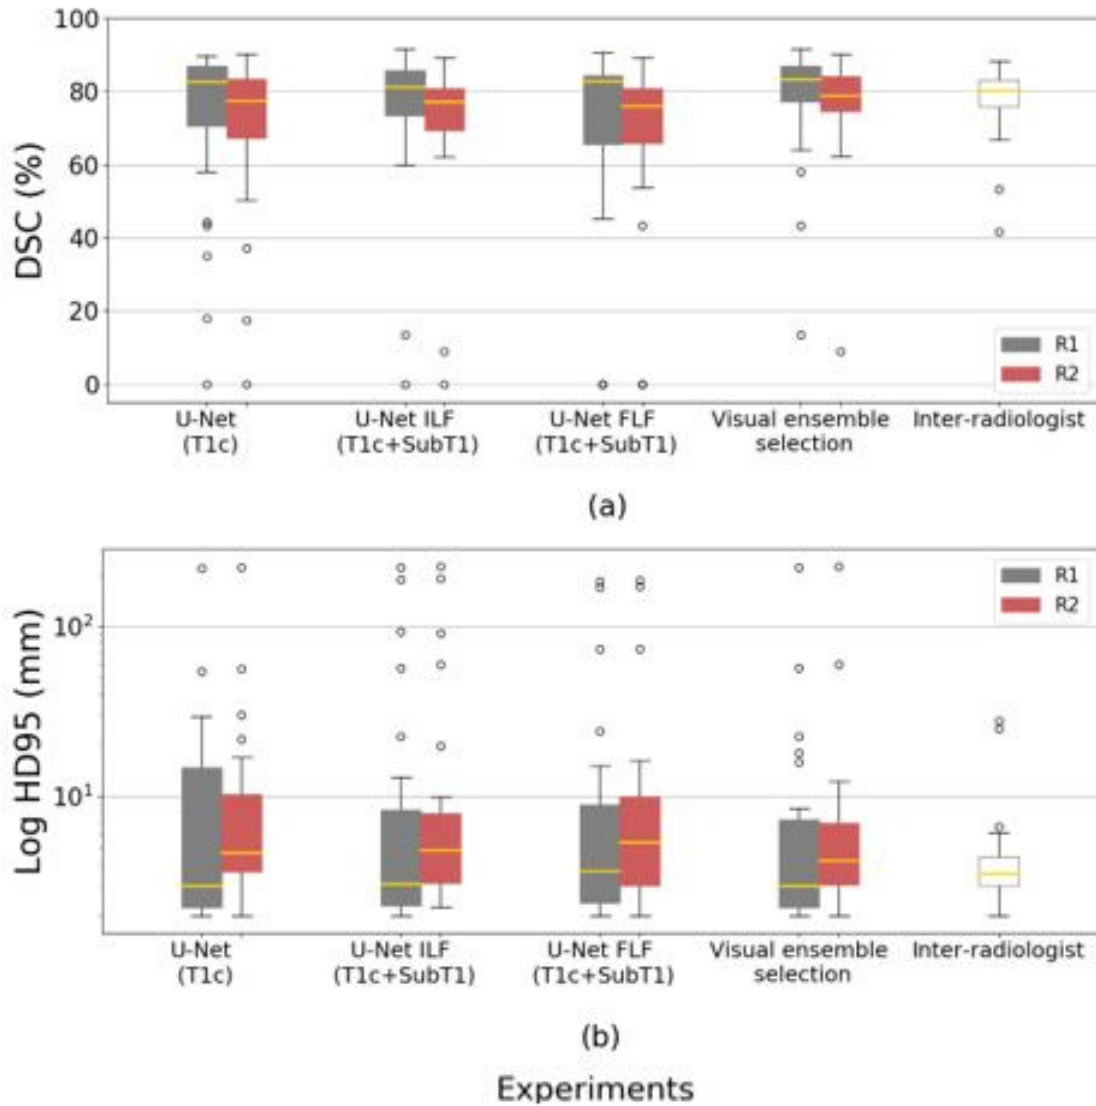 100
80
60
40
20
0
DSC (%)
R1
R2
U-Net
(T1c)
U-Net ILF
(T1c+SubT1)
U-Net FLF
(T1c+SubT1)
Visual ensemble
selection
Inter-radiologist
(a)
10²
10¹
Log HD95 (mm)
R1
R2
U-Net
(T1c)
U-Net ILF
(T1c+SubT1)
U-Net FLF
(T1c+SubT1)
Visual ensemble
selection
Inter-radiologist
(b)
Experiments